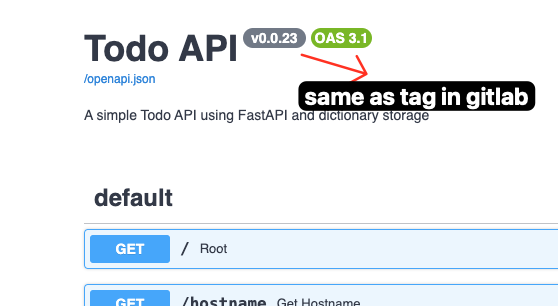 Todo API v0.0.23 OAS 3.1
/openapi.json
same as tag in gitlab
A simple Todo API using FastAPI and dictionary storage
default
GET / Root
GET /hostname Get Hostname